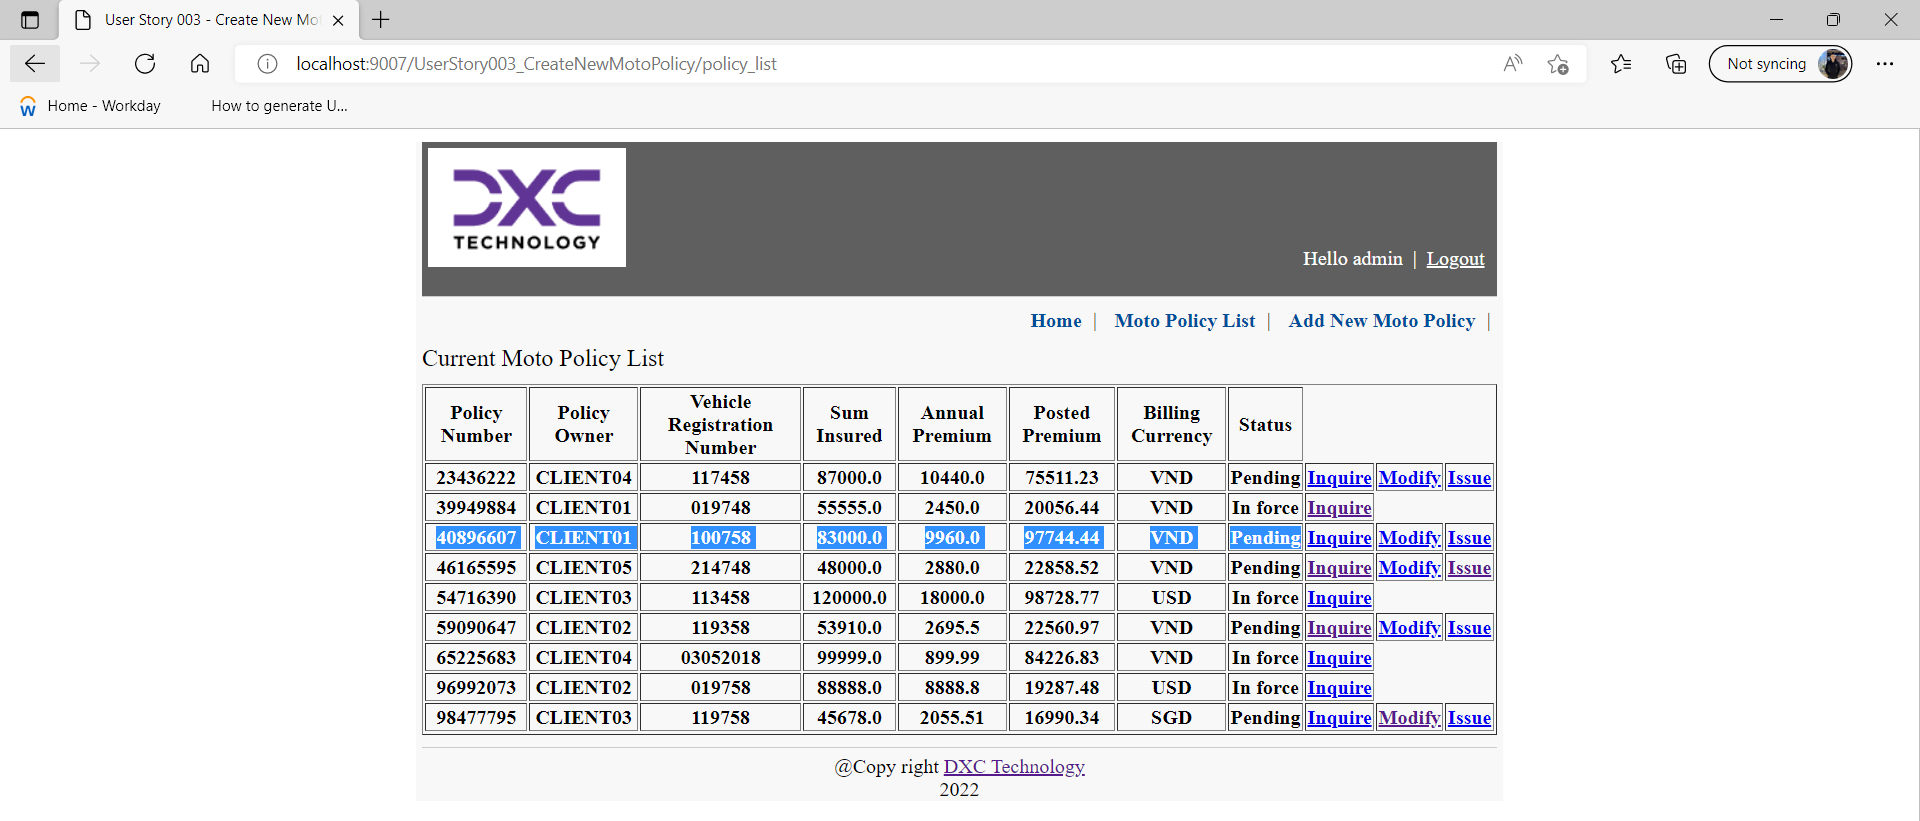 User Story 003 - Create New Mo
localhost:9007/UserStory003_CreateNewMotoPolicy/policy_list
Not syncing
Home - Workday
How to generate U...
DXC
TECHNOLOGY
Hello admin | Logout
Home | Moto Policy List | Add New Moto Policy |
Current Moto Policy List
Policy Number Policy Owner Vehicle Registration Number Sum Insured Annual Premium Posted Premium Billing Currency Status
23436222 CLIENT04 117458 87000.0 10440.0 75511.23 VND Pending Inquire Modify Issue
39949884 CLIENT01 019748 55555.0 2450.0 20056.44 VND In force Inquire
40896607 CLIENT01 100758 83000.0 9960.0 97744.44 VND Pending Inquire Modify Issue
46165595 CLIENT05 214748 48000.0 2880.0 22858.52 VND Pending Inquire Modify Issue
54716390 CLIENT03 113458 120000.0 18000.0 98728.77 USD In force Inquire
59090647 CLIENT02 119358 53910.0 2695.5 22560.97 VND Pending Inquire Modify Issue
65225683 CLIENT04 03052018 99999.0 899.99 84226.83 VND In force Inquire
96992073 CLIENT02 019758 88888.0 8888.8 19287.48 USD In force Inquire
98477795 CLIENT03 119758 45678.0 2055.51 16990.34 SGD Pending Inquire Modify Issue
@Copy right DXC Technology
2022